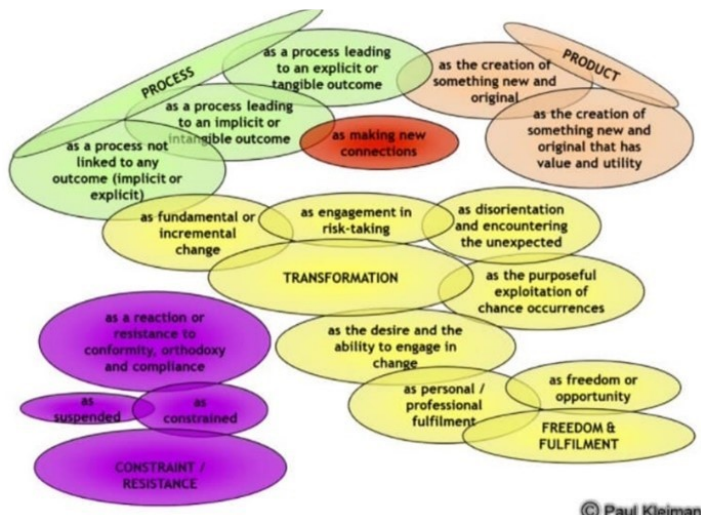 PROCESS
as a process leading
to an explicit or
tangible outcome
as a process leading
to an implicit or
intangible outcome
as a process not
linked to any
outcome (implicit or
explicit)
as making new
connections
as the creation of
something new and
original
PRODUCT
as the creation of
something new and
original that has
value and utility
as fundamental or
incremental
change
as engagement in
risk-taking
as disorientation
and encountering
the unexpected
TRANSFORMATION
as the purposeful
exploitation of
chance occurrences
as the desire and the
ability to engage in
change
as a reaction or
resistance to
conformity, orthodoxy
and compliance
as
suspended
as
constrained
CONSTRAINT /
RESISTANCE
as personal /
professional
fulfilment
as freedom or
opportunity
FREEDOM &
FULFILMENT
© Paul Kleiman